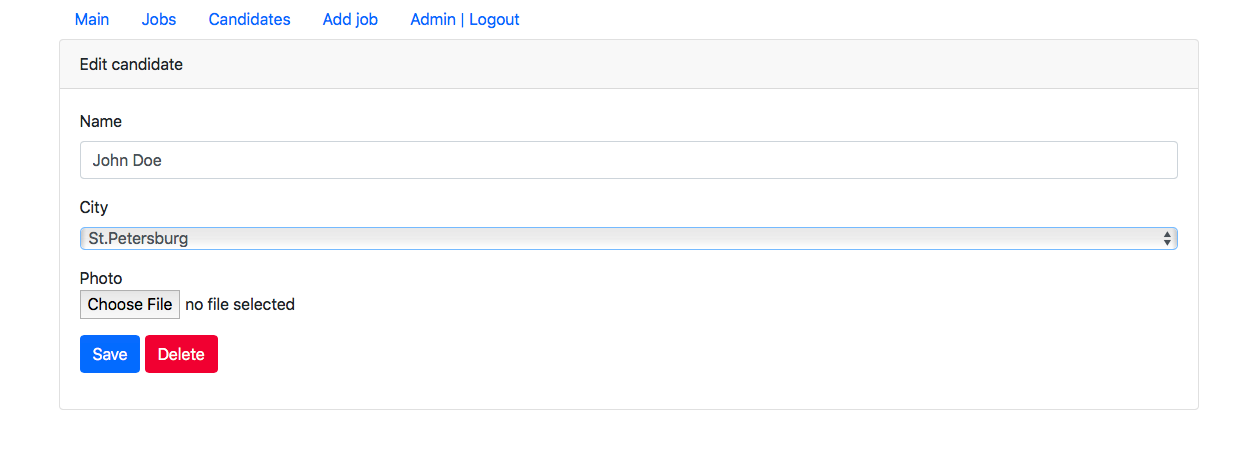 Main Jobs Candidates Add job Admin | Logout
Edit candidate
Name
John Doe
City
St.Petersburg
Photo
Choose File no file selected
Save Delete